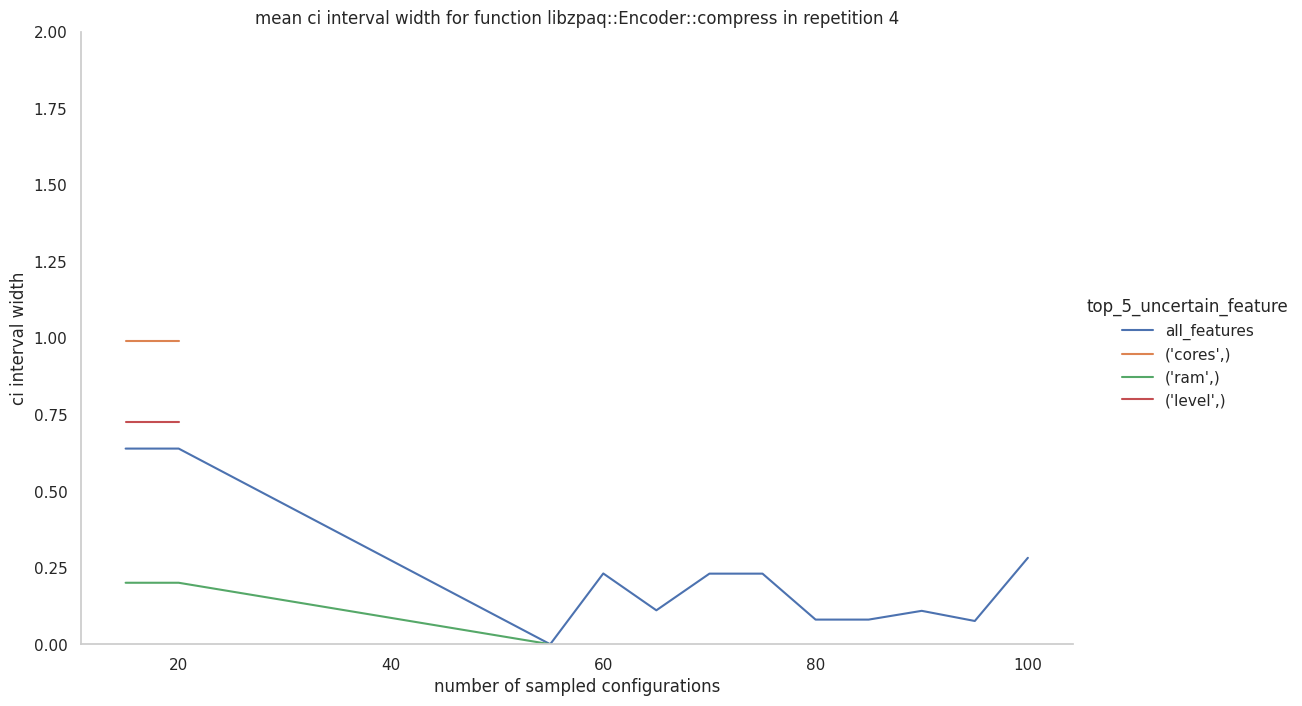 mean ci interval width for function libzpaq::Encoder::compress in repetition 4
2.00
1.75
1.50
1.25
1.00
0.75
0.50
0.25
0.00
ci interval width
20
40
60
80
100
number of sampled configurations
top_5_uncertain_feature
all_features
('cores',)
('ram',)
('level',)